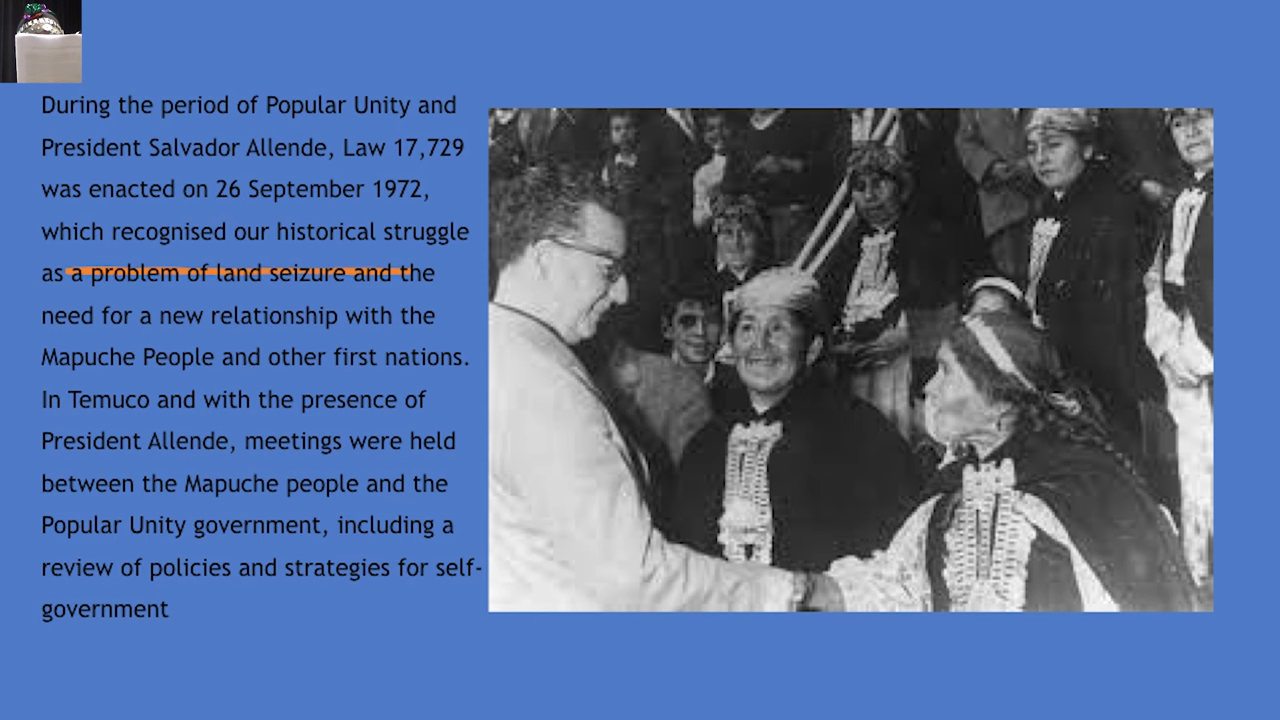 During the period of Popular Unity and
President Salvador Allende, Law 17,729
was enacted on 26 September 1972,
which recognised our historical struggle
as a problem of land seizure and the
need for a new relationship with the
Mapuche People and other first nations.
In Temuco and with the presence of
President Allende, meetings were held
between the Mapuche people and the
Popular Unity government, including a
review of policies and strategies for self-
government